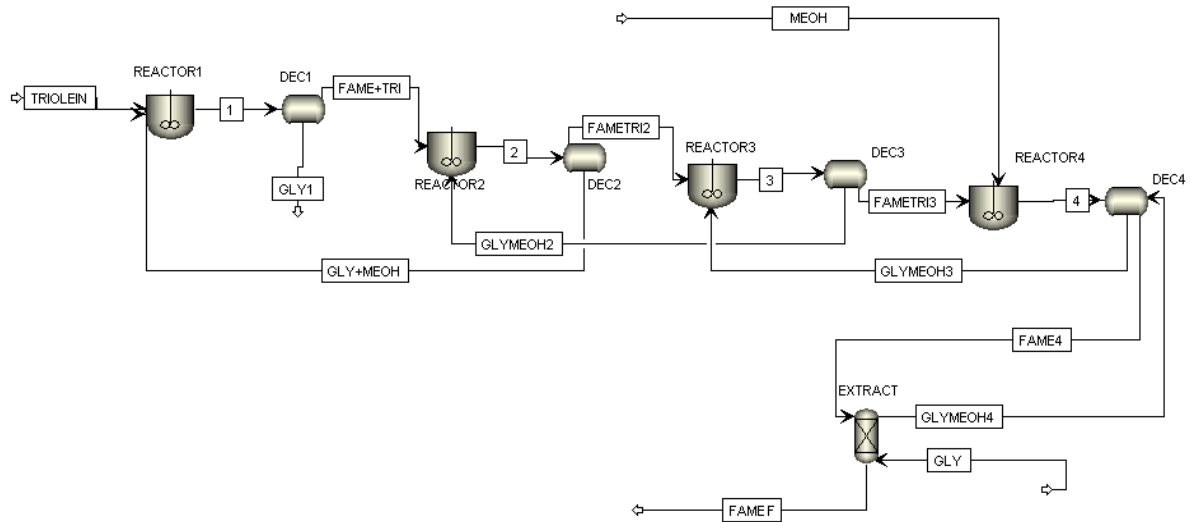 MEOH
REACTOR1
DEC1
TRIOLEIN
1
FAME+TRI
GLY1
REACTOR2
2
FAMETRI2
DEC2
REACTOR3
3
DEC3
FAMETRI3
REACTOR4
4
DEC4
GLYMEOH2
GLY+MEOH
GLYMEOH3
FAME4
EXTRACT
GLYMEOH4
GLY
FAMEF